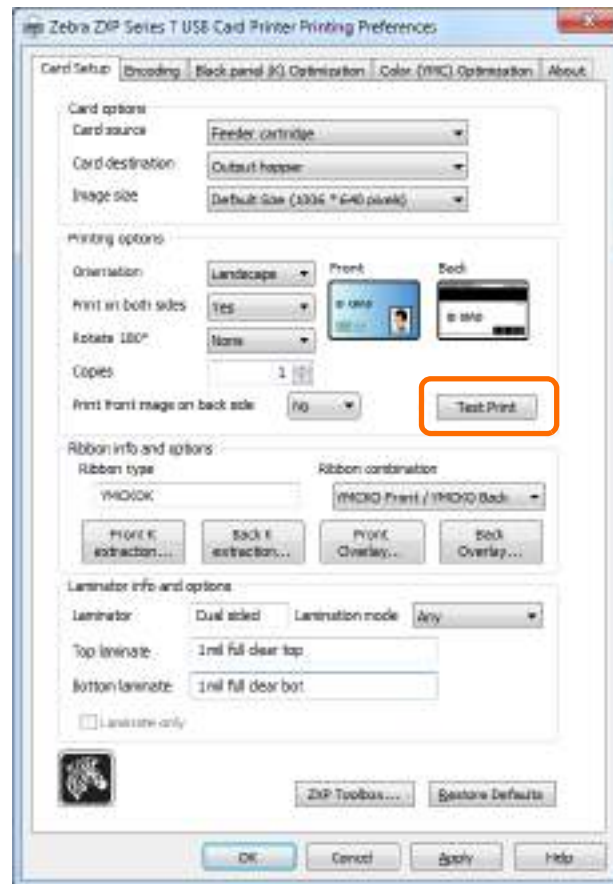 Zebra ZXP Series 7 USB Card Printer Printing Preferences
Card Setup Encoding Black panel (K) Optimization Color (YMC) Optimization About
Card options
Card source Feeder cartridge
Card destination Output hopper
Image size Default Size (1006 * 640 pixels)
Printing options
Orientation Landscape Front Back
Print on both sides Yes
ID CARD ID CARD
Rotate 180° None
Copies 1
Print front image on back side No Test Print
Ribbon info and options
Ribbon type Ribbon combination
YMCKOK YMCKO Front / YMCKO Back
Front K extraction... Back K extraction... Front Overlay... Back Overlay...
Laminator info and options
Laminator Dual sided Lamination mode Any
Top laminate 1mil full clear top
Bottom laminate 1mil full clear bot
Laminate only
ZXP Toolbox... Restore Defaults
OK Cancel Apply Help